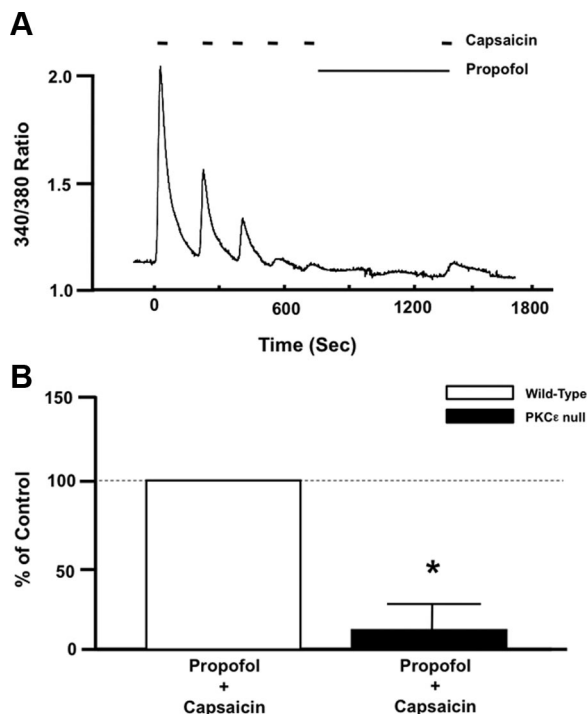 A
Capsaicin
Propofol
2.0
1.5
1.0
340/380 Ratio
0 600 1200 1800
Time (Sec)
B
Wild-Type
PKCε null
150
100
50
0
% of Control
*
Propofol
+
Capsaicin
Propofol
+
Capsaicin